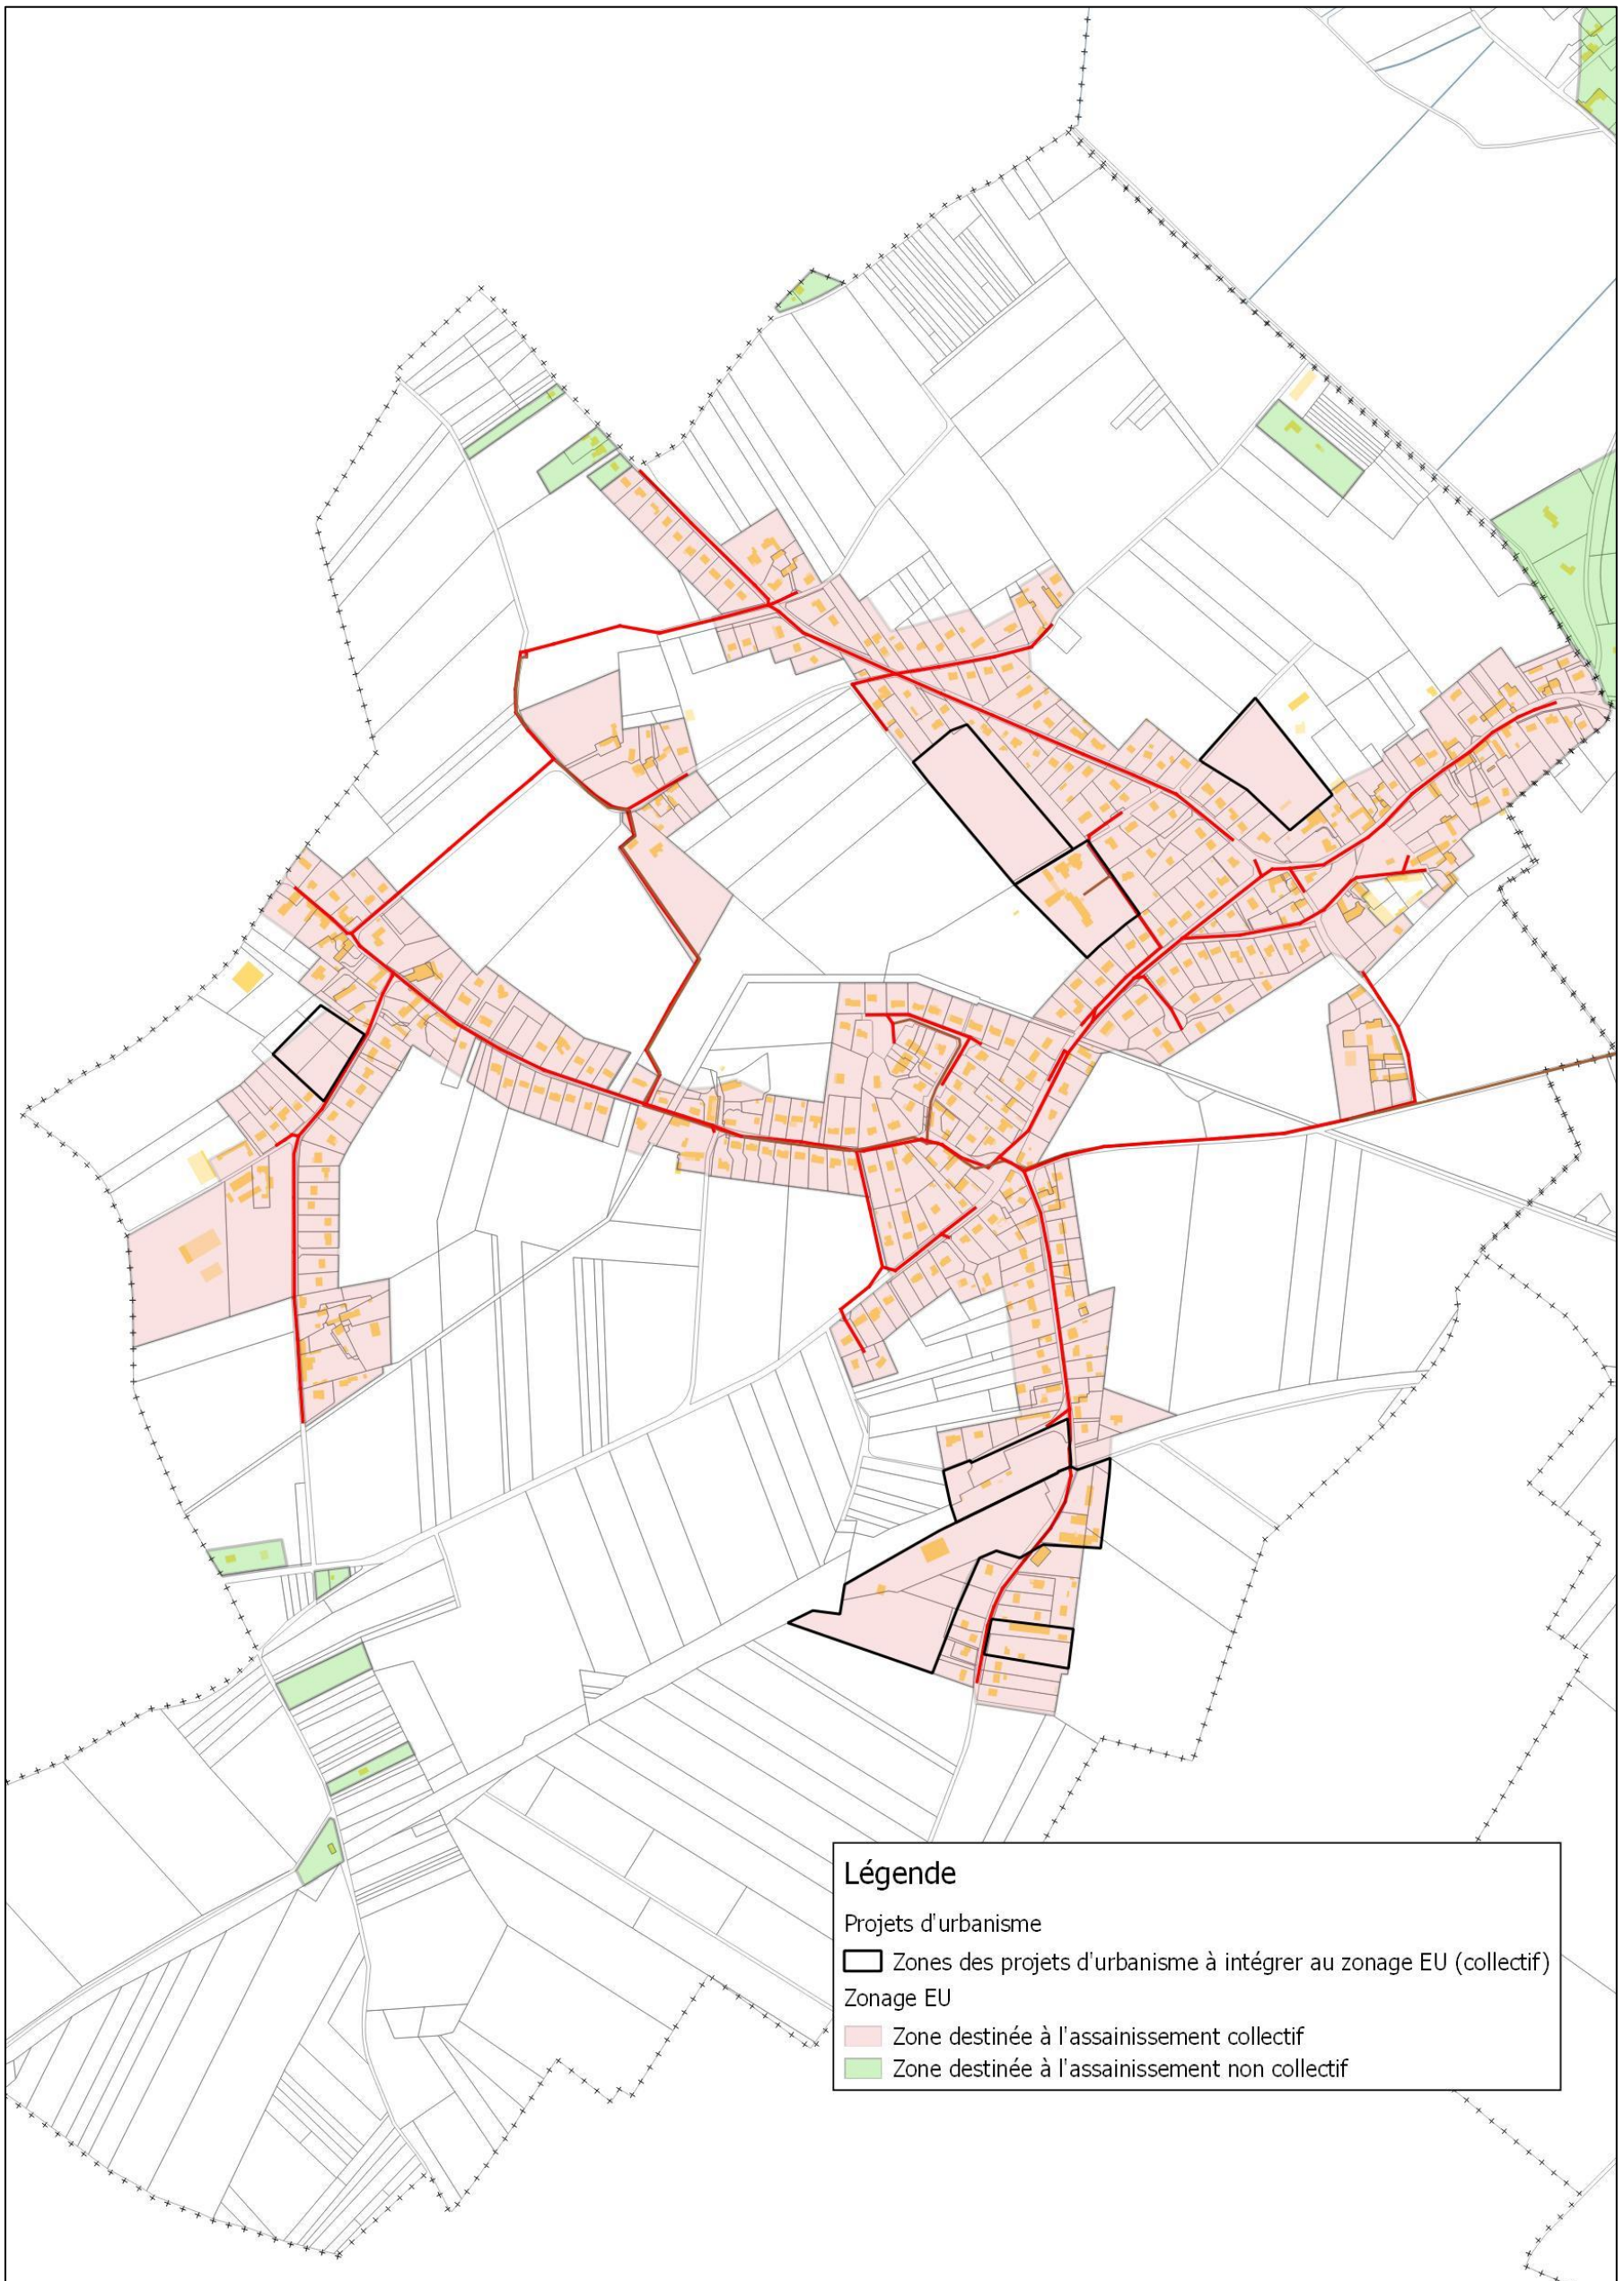 Légende
Projets d'urbanisme
Zones des projets d'urbanisme à intégrer au zonage EU (collectif)
Zonage EU
Zone destinée à l'assainissement collectif
Zone destinée à l'assainissement non collectif